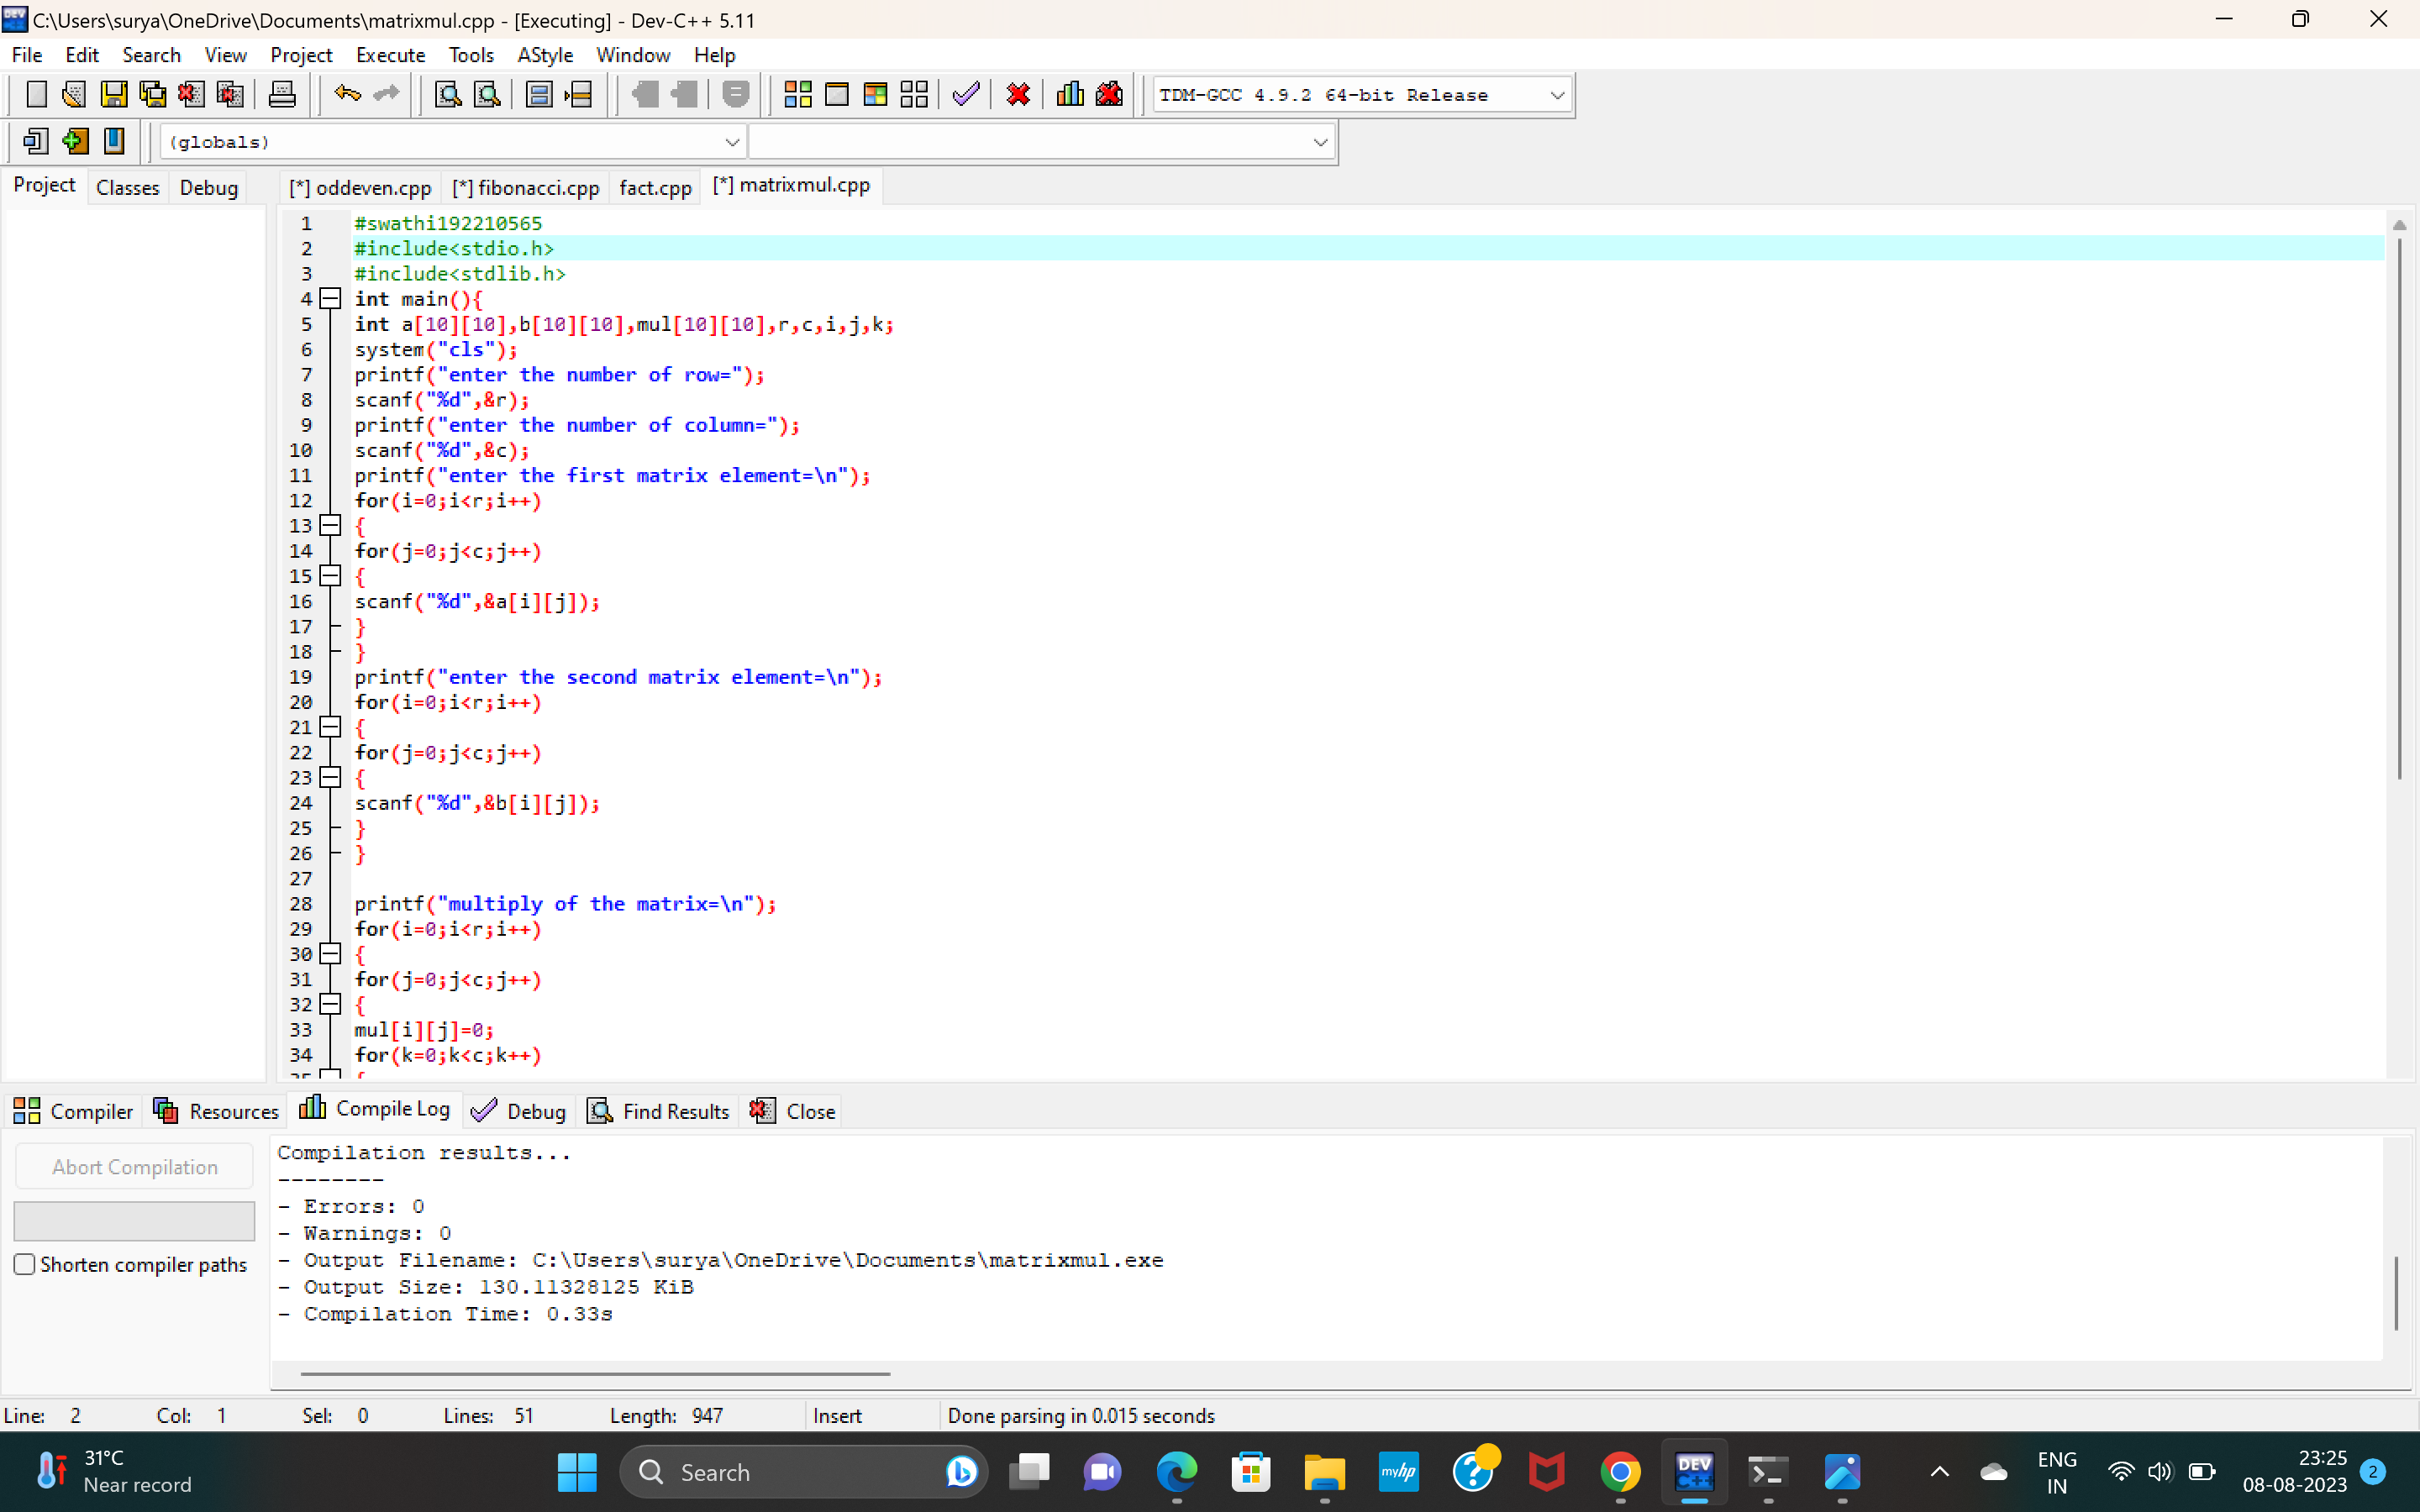 C:\Users\surya\OneDrive\Documents\matrixmul.cpp - [Executing] - Dev-C++ 5.11
File Edit Search View Project Execute Tools AStyle Window Help
TDM-GCC 4.9.2 64-bit Release
(globals)
Project Classes Debug
[*] oddeven.cpp [*] fibonacci.cpp fact.cpp [*] matrixmul.cpp
1 #swathi192210565
2 #include<stdio.h>
3 #include<stdlib.h>
4 int main(){
5 int a[10][10],b[10][10],mul[10][10],r,c,i,j,k;
6 system("cls");
7 printf("enter the number of row=");
8 scanf("%d",&r);
9 printf("enter the number of column=");
10 scanf("%d",&c);
11 printf("enter the first matrix element=\n");
12 for(i=0;i<r;i++)
13 {
14 for(j=0;j<c;j++)
15 {
16 scanf("%d",&a[i][j]);
17 }
18 }
19 printf("enter the second matrix element=\n");
20 for(i=0;i<r;i++)
21 {
22 for(j=0;j<c;j++)
23 {
24 scanf("%d",&b[i][j]);
25 }
26 }
27
28 printf("multiply of the matrix=\n");
29 for(i=0;i<r;i++)
30 {
31 for(j=0;j<c;j++)
32 {
33 mul[i][j]=0;
34 for(k=0;k<c;k++)
Compiler Resources Compile Log Debug Find Results Close
Abort Compilation
Shorten compiler paths
Compilation results...
--------
- Errors: 0
- Warnings: 0
- Output Filename: C:\Users\surya\OneDrive\Documents\matrixmul.exe
- Output Size: 130.11328125 KiB
- Compilation Time: 0.33s
Line: 2 Col: 1 Sel: 0 Lines: 51 Length: 947 Insert Done parsing in 0.015 seconds
31°C
Near record
Search
myhp
DEV
C++
ENG
IN
23:25
08-08-2023
2